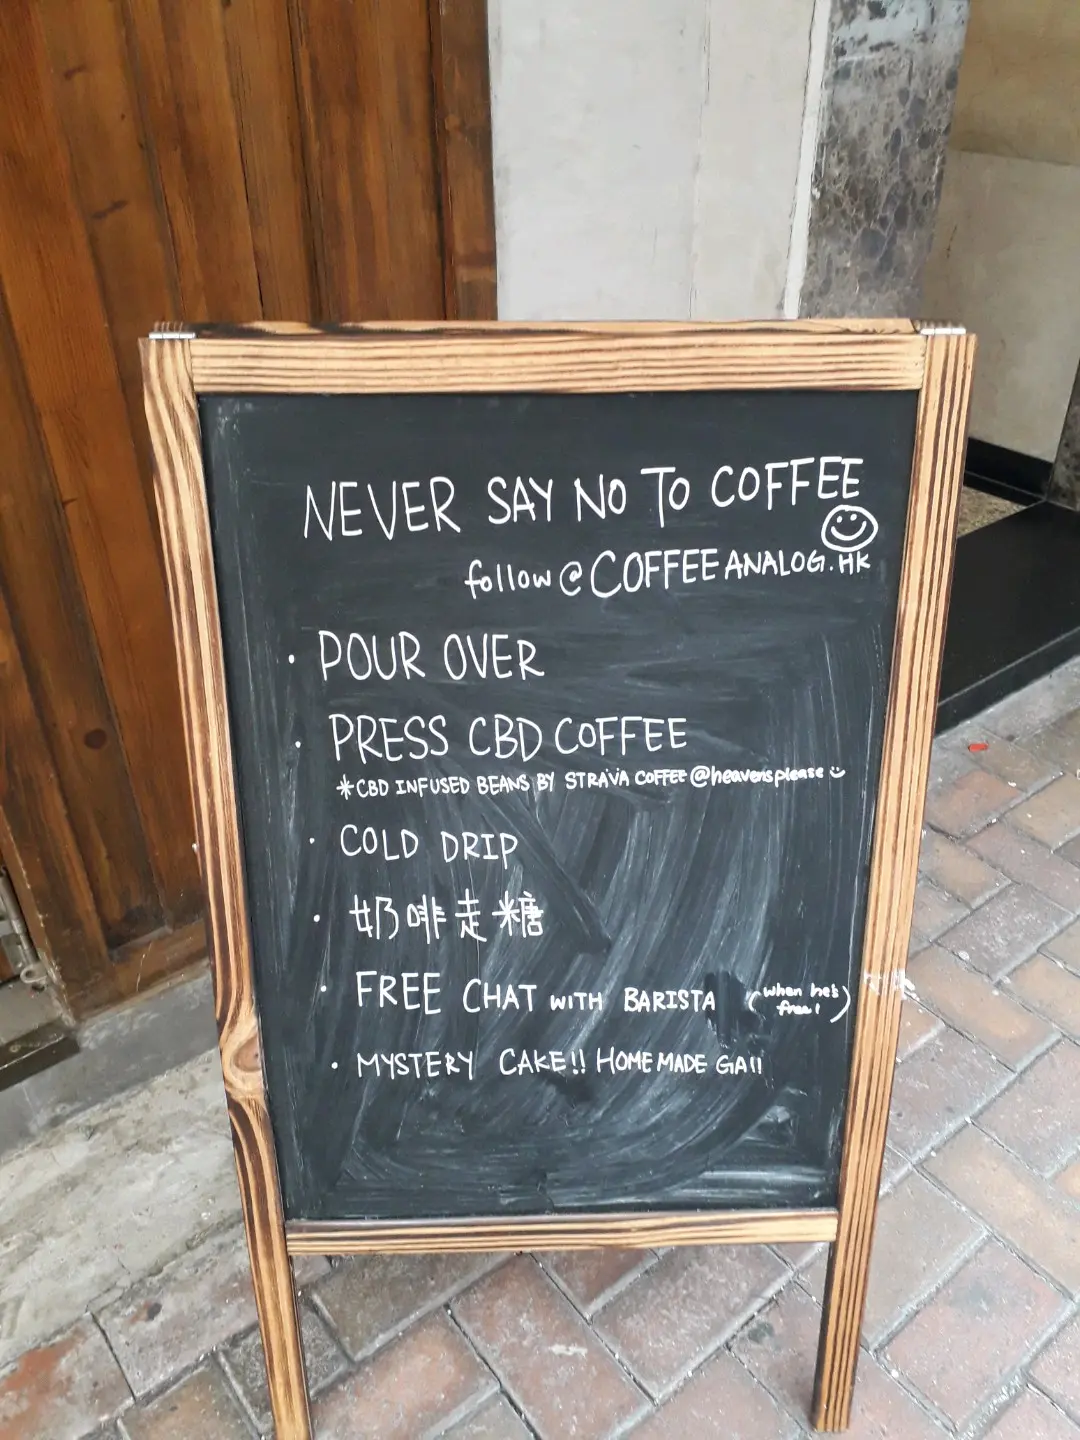 NEVER SAY NO TO COFFEE
follow @COFFEEANALOG.HK
· POUR OVER
· PRESS CBD COFFEE
*CBD INFUSED BEANS BY STRAVA COFFEE @heavensplease
· COLD DRIP
· 奶啡走糖
· FREE CHAT WITH BARISTA (when he's free!)
· MYSTERY CAKE!! HOMEMADE GA!!